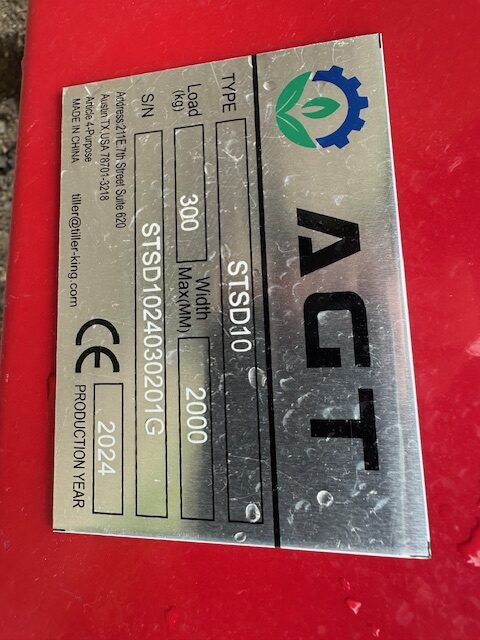 AGT
TYPE STSD10
Load (kg) 300 Width Max(MM) 2000
S/N STSD1024030201G
Address:211E.7th Street Suite 620
Austin TX,USA 78701-3218
Article 4-Purpose
MADE IN CHINA
tiller@tiller-king.com
CE
2024
PRODUCTION YEAR